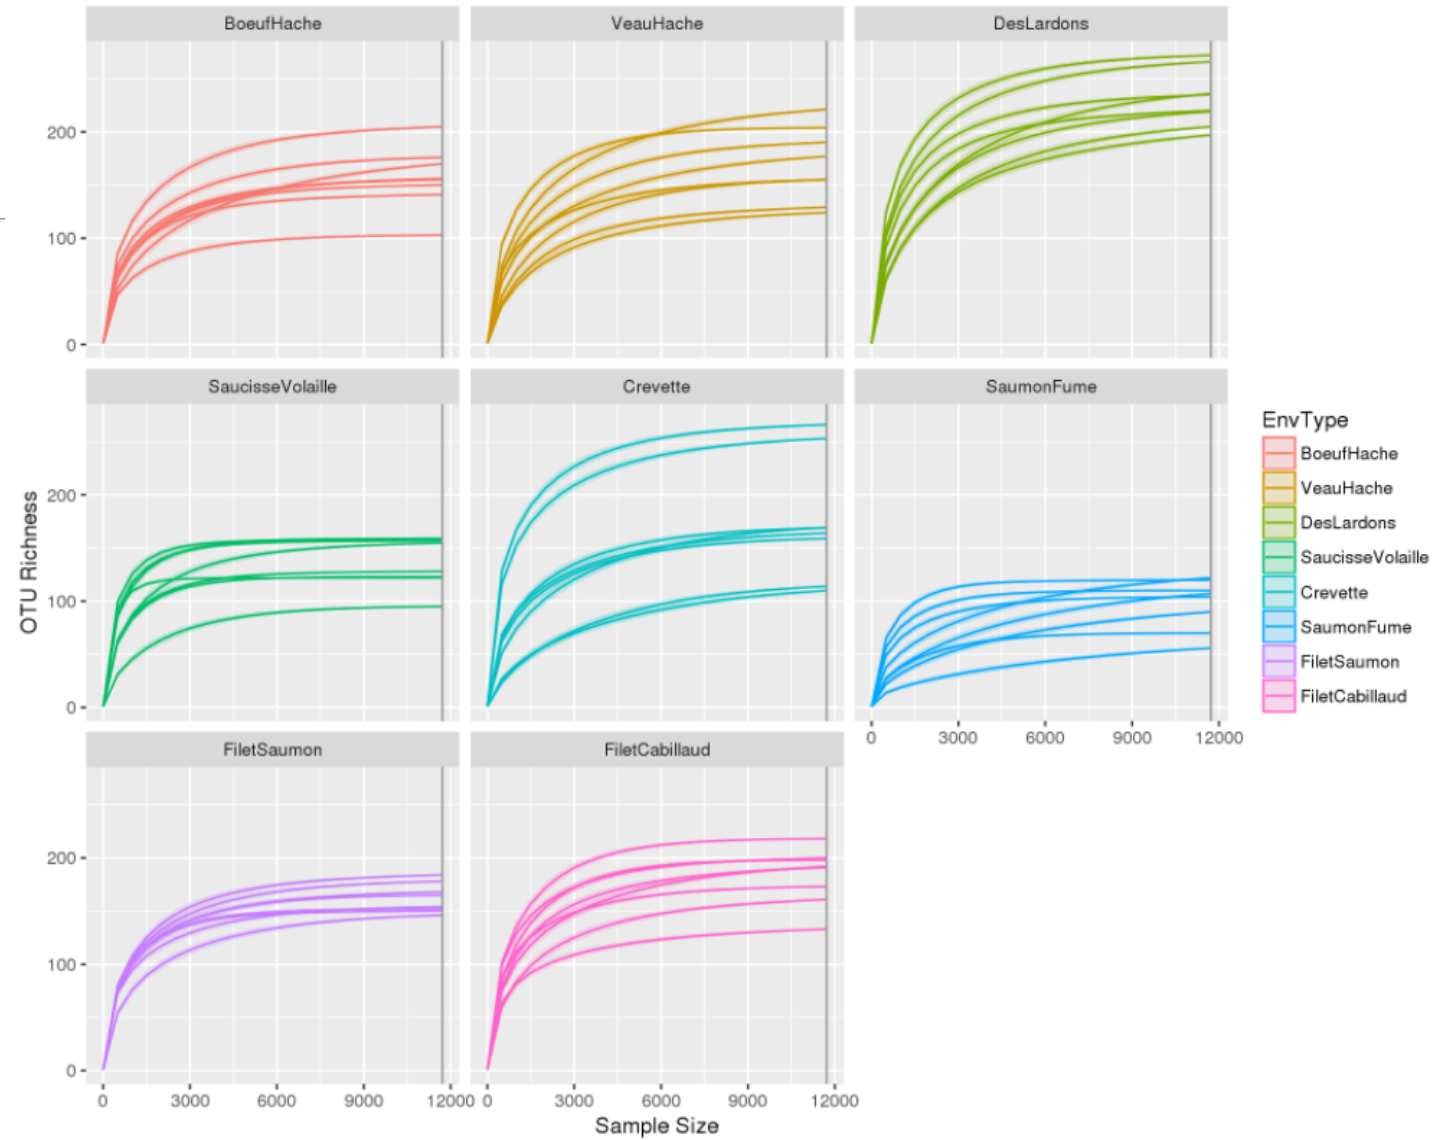 BoeufHache
VeauHache
DesLardons
200
100
0
SaucisseVolaille
Crevette
SaumonFume
200
100
0
0
3000
6000
9000
12000
FiletSaumon
FiletCabillaud
200
100
0
0
3000
6000
9000
12000
0
3000
6000
9000
12000
OTU Richness
Sample Size
EnvType
BoeufHache
VeauHache
DesLardons
SaucisseVolaille
Crevette
SaumonFume
FiletSaumon
FiletCabillaud